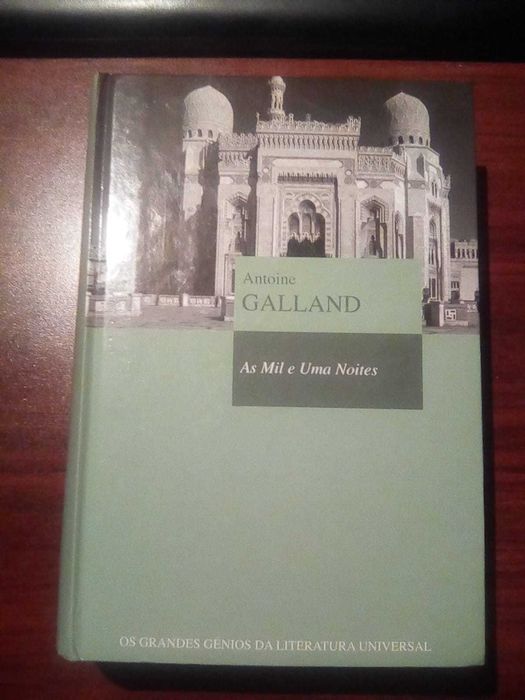 Antoine
GALLAND
As Mil e Uma Noites
OS GRANDES GÉNIOS DA LITERATURA UNIVERSAL